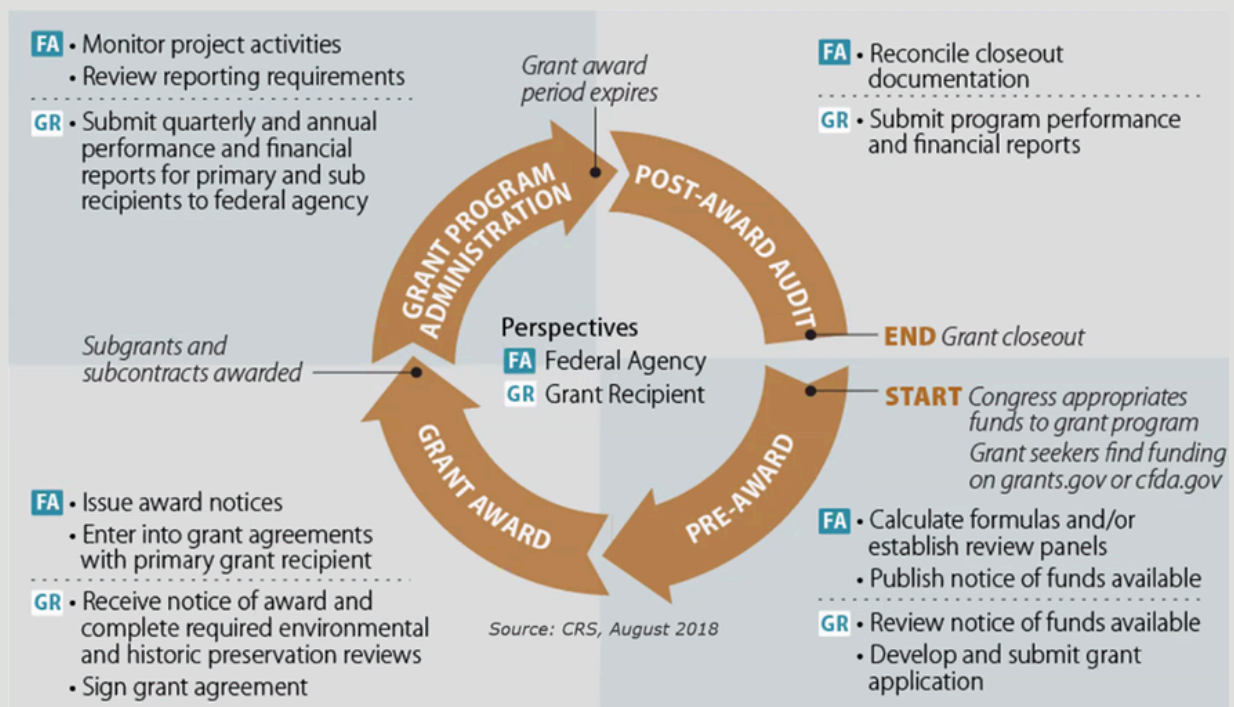 FA • Monitor project activities
• Review reporting requirements
GR • Submit quarterly and annual
performance and financial
reports for primary and sub
recipients to federal agency
Grant award
period expires
FA • Reconcile closeout
documentation
GR • Submit program performance
and financial reports
GRANT PROGRAM
ADMINISTRATION
POST-AWARD AUDIT
Perspectives
FA Federal Agency
GR Grant Recipient
END Grant closeout
Subgrants and
subcontracts awarded
START Congress appropriates
funds to grant program
Grant seekers find funding
on grants.gov or cfda.gov
GRANT AWARD
PRE-AWARD
FA • Issue award notices
• Enter into grant agreements
with primary grant recipient
GR • Receive notice of award and
complete required environmental
and historic preservation reviews
• Sign grant agreement
Source: CRS, August 2018
FA • Calculate formulas and/or
establish review panels
• Publish notice of funds available
GR • Review notice of funds available
• Develop and submit grant
application